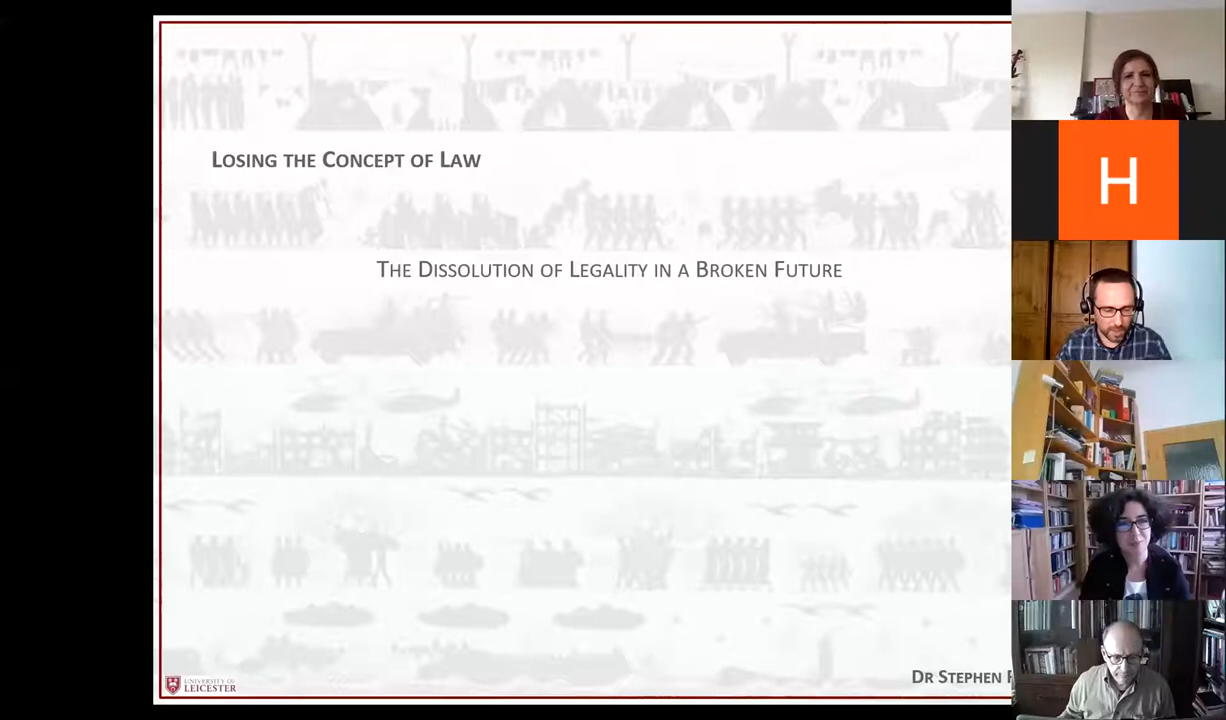 LOSING THE CONCEPT OF LAW
THE DISSOLUTION OF LEGALITY IN A BROKEN FUTURE
DR STEPHEN
UNIVERSITY OF
LEICESTER
H